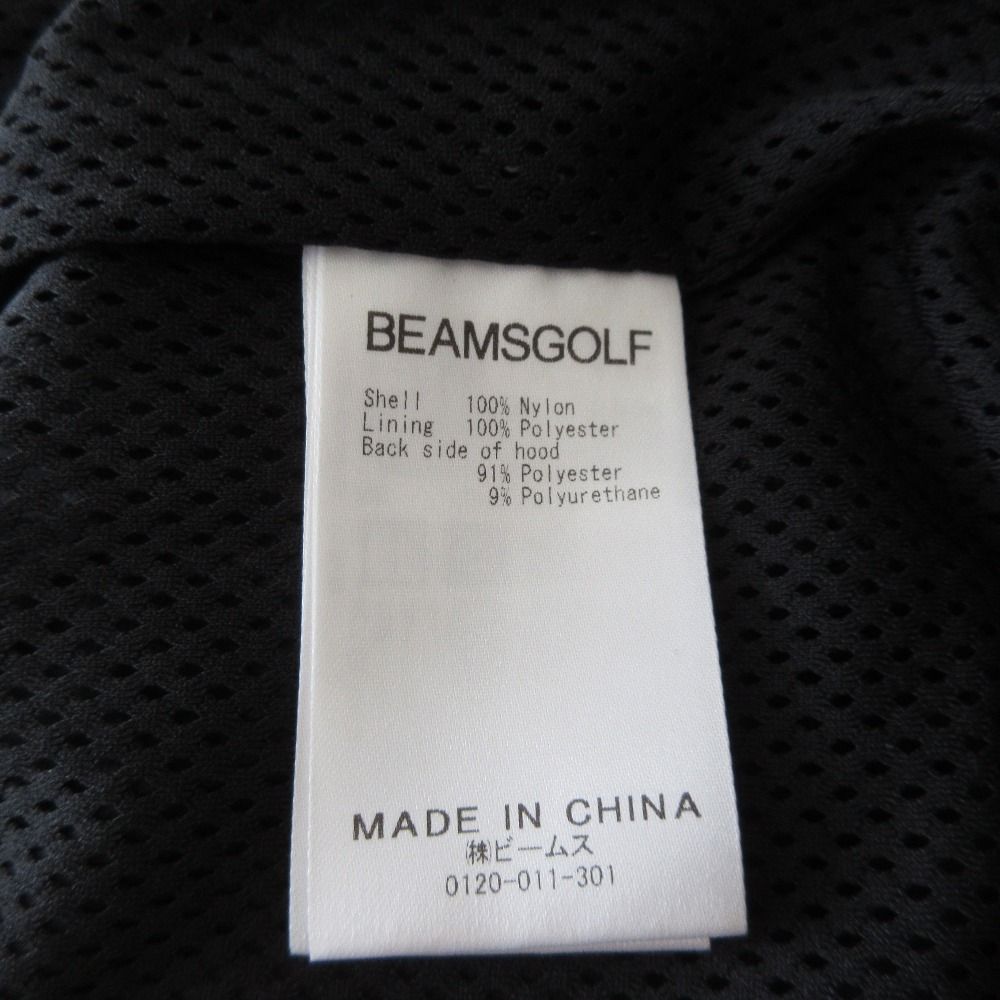 BEAMSGOLF
Shell 100% Nylon
Lining 100% Polyester
Back side of hood
91% Polyester
9% Polyurethane
MADE IN CHINA
㈱ビームス
0120-011-301